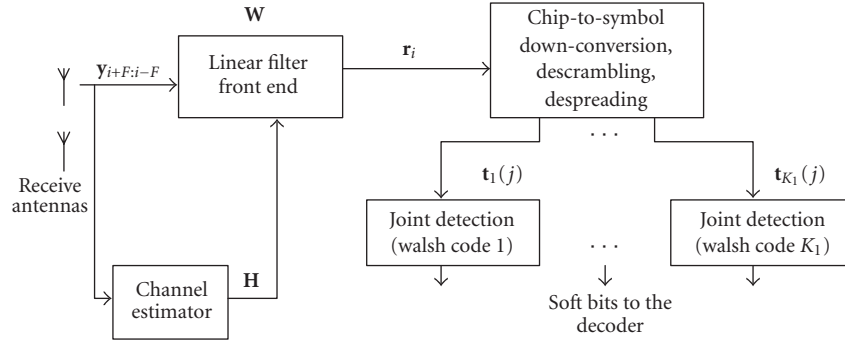 W
y_{i+F:i−F}
Linear filter
front end
r_i
Chip-to-symbol
down-conversion,
descrambling,
despreading
. . .
t_1(j)
t_{K_1}(j)
Receive
antennas
Joint detection
(walsh code 1)
. . .
Joint detection
(walsh code K_1)
Channel
estimator
H
Soft bits to the
decoder